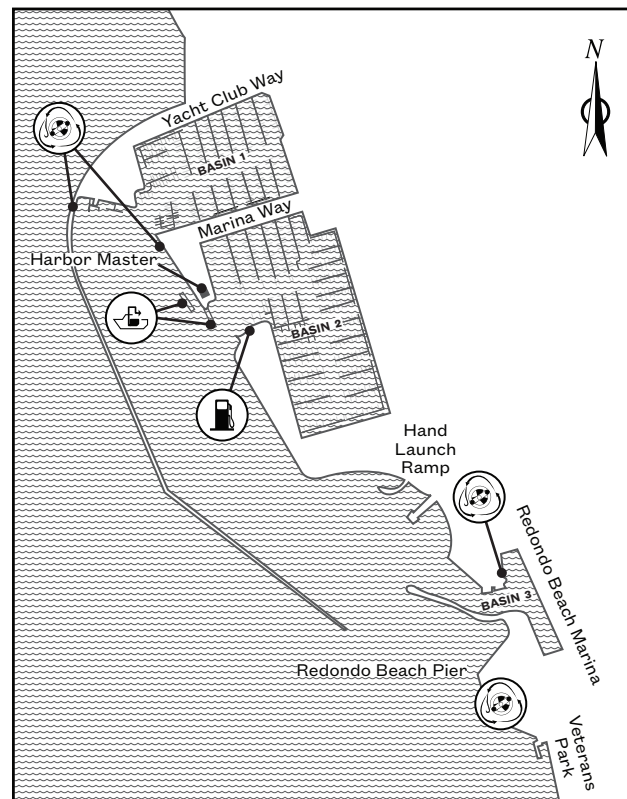 N
Yacht Club Way
BASIN 1
Marina Way
Harbor Master
BASIN 2
Hand
Launch
Ramp
Redondo Beach Marina
BASIN 3
Redondo Beach Pier
Veterans
Park